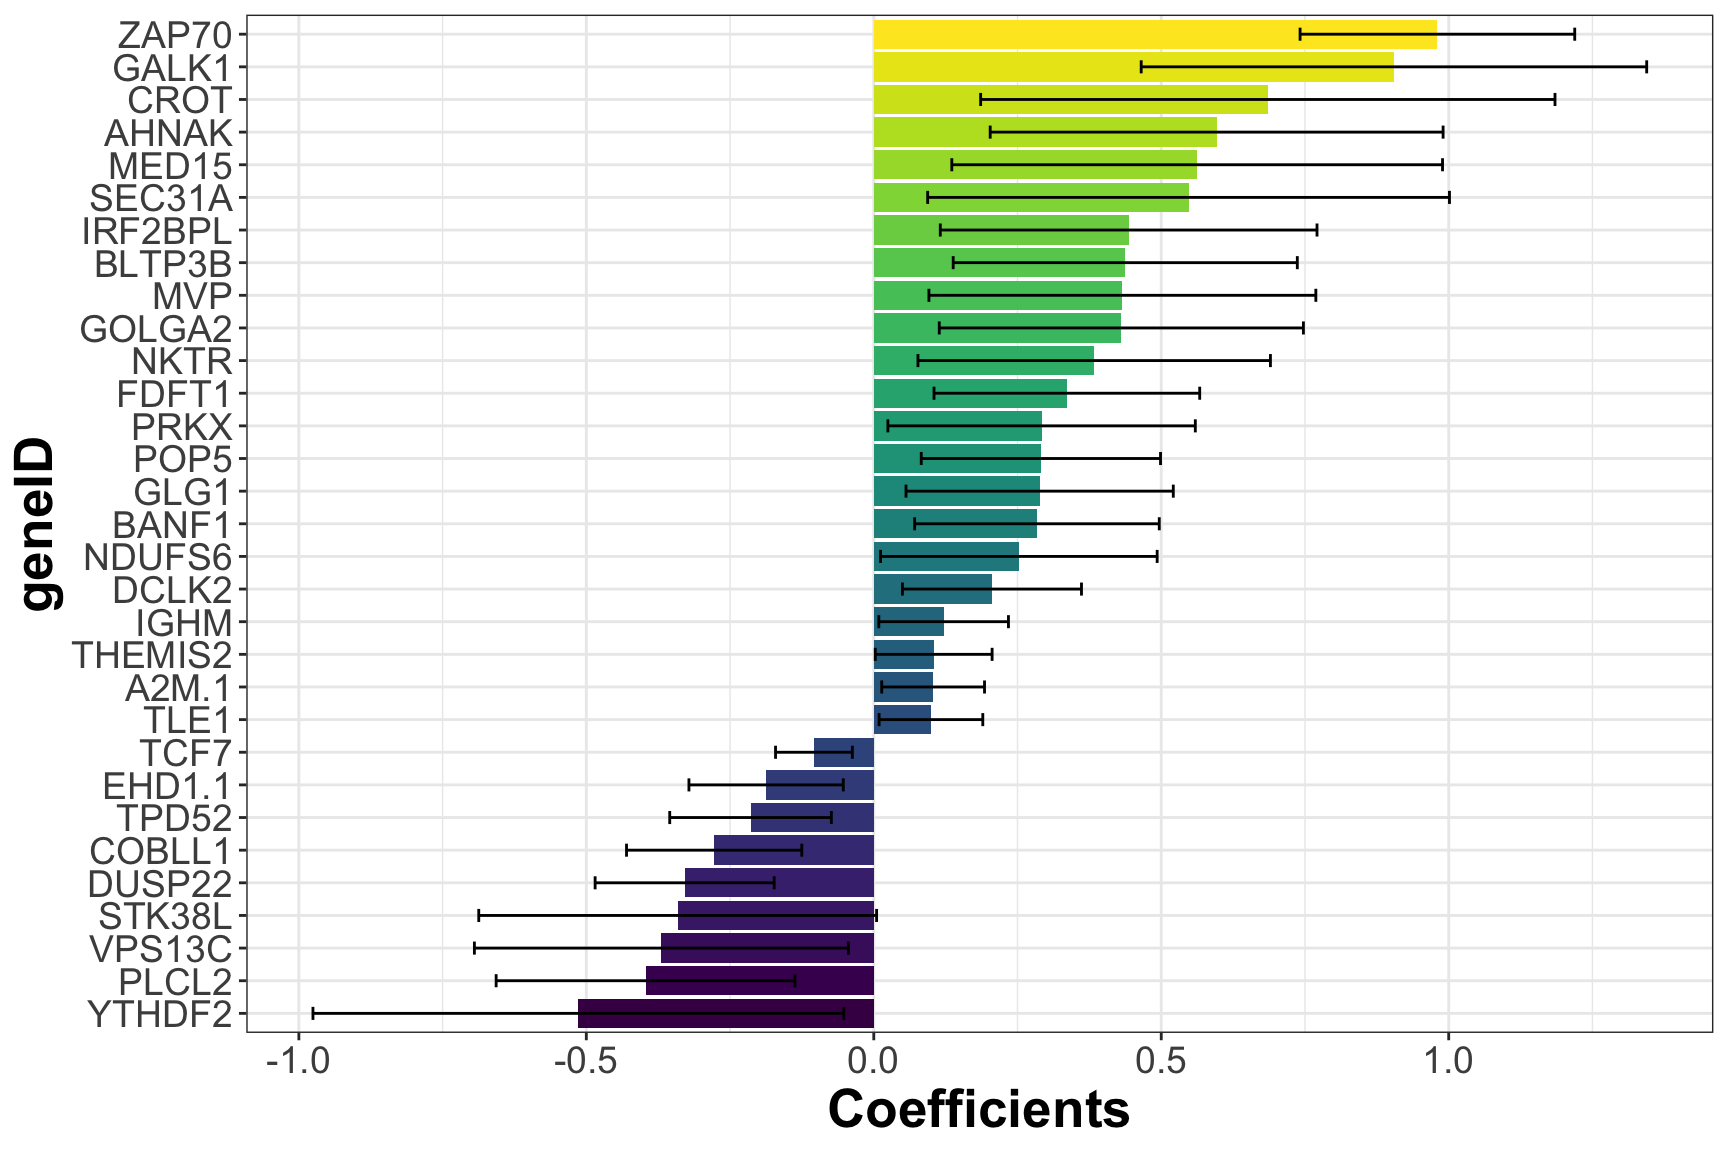 geneID
ZAP70
GALK1
CROT
AHNAK
MED15
SEC31A
IRF2BPL
BLTP3B
MVP
GOLGA2
NKTR
FDFT1
PRKX
POP5
GLG1
BANF1
NDUFS6
DCLK2
IGHM
THEMIS2
A2M.1
TLE1
TCF7
EHD1.1
TPD52
COBLL1
DUSP22
STK38L
VPS13C
PLCL2
YTHDF2
-1.0 -0.5 0.0 0.5 1.0
Coefficients